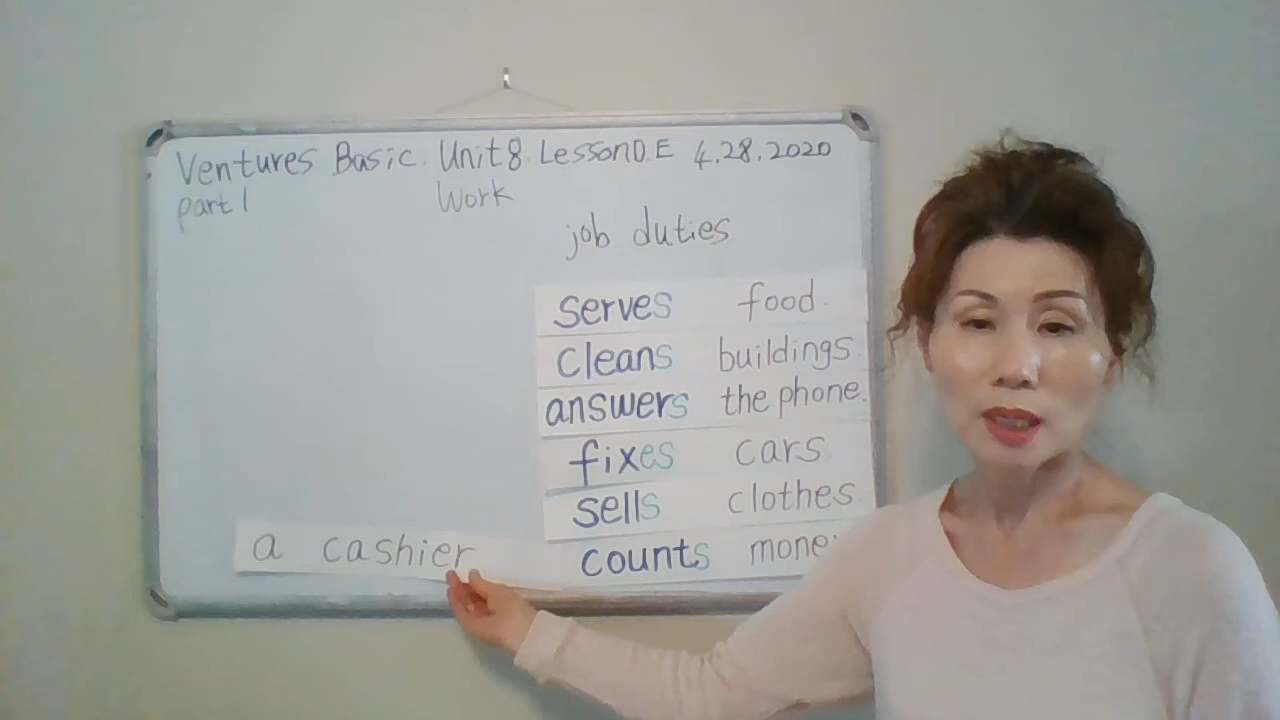 Ventures Basic. Unit 8. Lesson D.E 4.28.2020
part 1 Work
job duties
serves food.
cleans buildings.
answers the phone.
fixes cars
sells clothes
a cashier counts